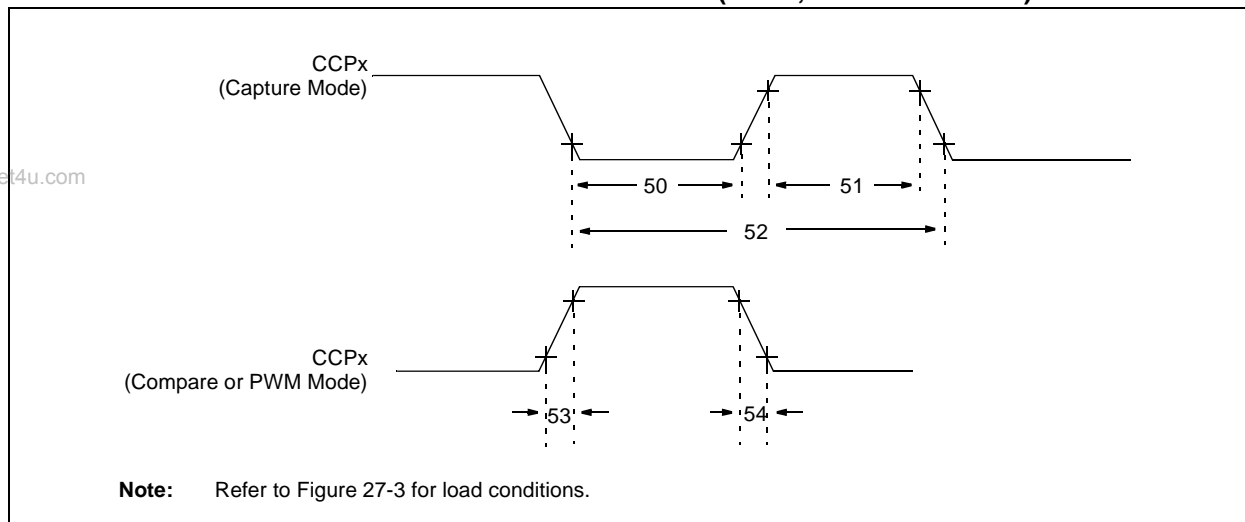 CCPx
(Capture Mode)
et4u.com
50
51
52
CCPx
(Compare or PWM Mode)
53
54
Note: Refer to Figure 27-3 for load conditions.